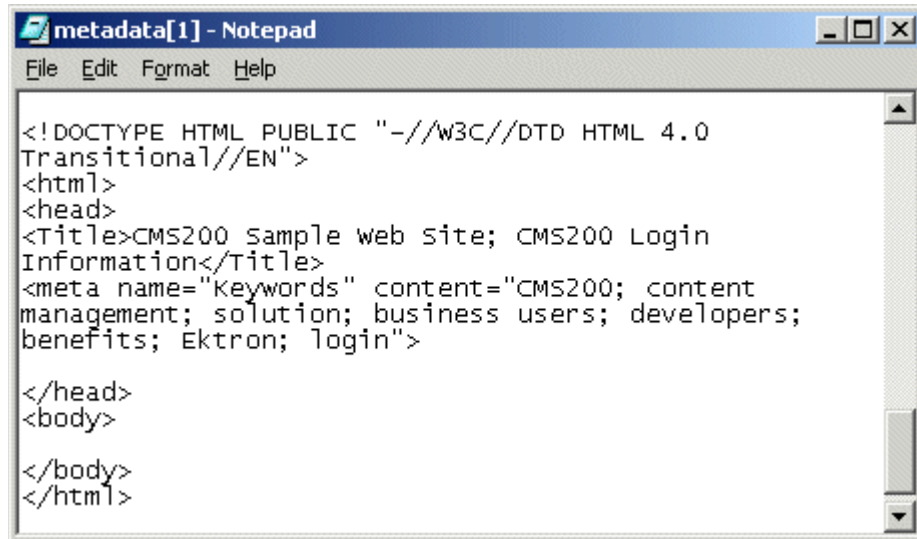 metadata[1] - Notepad
File Edit Format Help
<!DOCTYPE HTML PUBLIC "-//W3C//DTD HTML 4.0
Transitional//EN">
<html>
<head>
<Title>CMS200 Sample Web Site; CMS200 Login
Information</Title>
<meta name="Keywords" content="CMS200; content
management; solution; business users; developers;
benefits; Ektron; login">
</head>
<body>
</body>
</html>